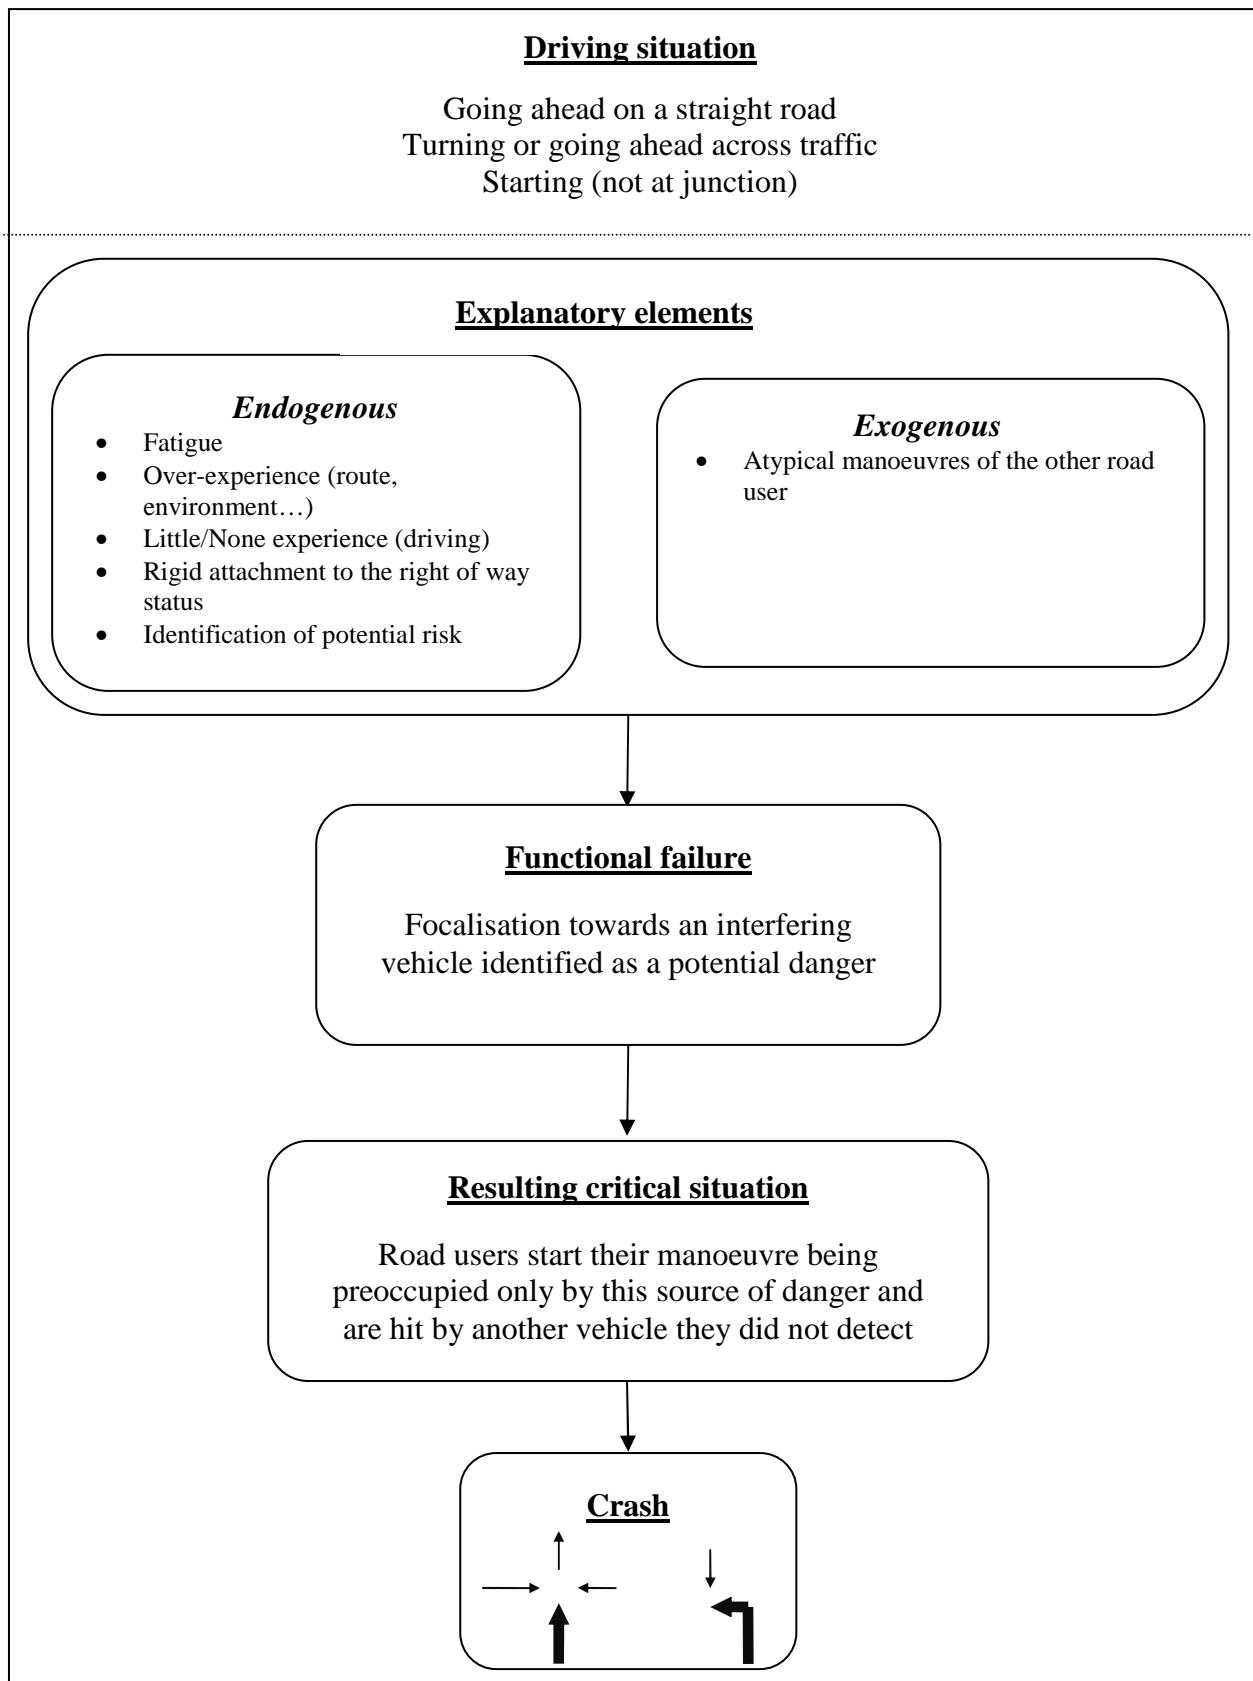 Driving situation
Going ahead on a straight road
Turning or going ahead across traffic
Starting (not at junction)
Explanatory elements
Endogenous
• Fatigue
• Over-experience (route,
environment…)
• Little/None experience (driving)
• Rigid attachment to the right of way
status
• Identification of potential risk
Exogenous
• Atypical manoeuvres of the other road
user
Functional failure
Focalisation towards an interfering
vehicle identified as a potential danger
Resulting critical situation
Road users start their manoeuvre being
preoccupied only by this source of danger and
are hit by another vehicle they did not detect
Crash